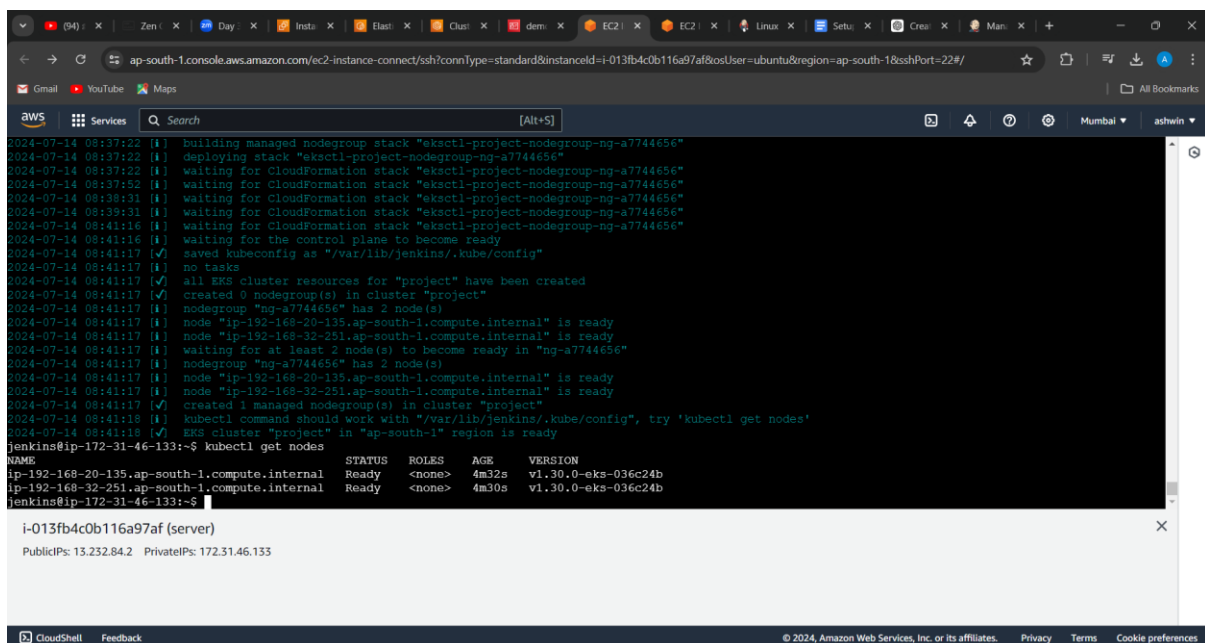 (94) Zen C Day Insta Elasti Clust dem EC2 I EC2 I Linux Setu Crea Mana
ap-south-1.console.aws.amazon.com/ec2-instance-connect/ssh?connType=standard&instanceId=i-013fb4c0b116a97af&osUser=ubuntu&region=ap-south-1&sshPort=22#/
Gmail YouTube Maps All Bookmarks
aws Services Search [Alt+S] Mumbai ashwin
2024-07-14 08:37:22 [i] building managed nodegroup stack "eksctl-project-nodegroup-ng-a7744656"
2024-07-14 08:37:22 [i] deploying stack "eksctl-project-nodegroup-ng-a7744656"
2024-07-14 08:37:22 [i] waiting for CloudFormation stack "eksctl-project-nodegroup-ng-a7744656"
2024-07-14 08:37:52 [i] waiting for CloudFormation stack "eksctl-project-nodegroup-ng-a7744656"
2024-07-14 08:38:31 [i] waiting for CloudFormation stack "eksctl-project-nodegroup-ng-a7744656"
2024-07-14 08:39:31 [i] waiting for CloudFormation stack "eksctl-project-nodegroup-ng-a7744656"
2024-07-14 08:41:16 [i] waiting for CloudFormation stack "eksctl-project-nodegroup-ng-a7744656"
2024-07-14 08:41:16 [i] waiting for the control plane to become ready
2024-07-14 08:41:17 [✓] saved kubeconfig as "/var/lib/jenkins/.kube/config"
2024-07-14 08:41:17 [i] no tasks
2024-07-14 08:41:17 [✓] all EKS cluster resources for "project" have been created
2024-07-14 08:41:17 [✓] created 0 nodegroup(s) in cluster "project"
2024-07-14 08:41:17 [i] nodegroup "ng-a7744656" has 2 node(s)
2024-07-14 08:41:17 [i] node "ip-192-168-20-135.ap-south-1.compute.internal" is ready
2024-07-14 08:41:17 [i] node "ip-192-168-32-251.ap-south-1.compute.internal" is ready
2024-07-14 08:41:17 [i] waiting for at least 2 node(s) to become ready in "ng-a7744656"
2024-07-14 08:41:17 [i] nodegroup "ng-a7744656" has 2 node(s)
2024-07-14 08:41:17 [i] node "ip-192-168-20-135.ap-south-1.compute.internal" is ready
2024-07-14 08:41:17 [i] node "ip-192-168-32-251.ap-south-1.compute.internal" is ready
2024-07-14 08:41:17 [✓] created 1 managed nodegroup(s) in cluster "project"
2024-07-14 08:41:18 [i] kubectl command should work with "/var/lib/jenkins/.kube/config", try 'kubectl get nodes'
2024-07-14 08:41:18 [✓] EKS cluster "project" in "ap-south-1" region is ready
jenkins@ip-172-31-46-133:~$ kubectl get nodes
NAME STATUS ROLES AGE VERSION
ip-192-168-20-135.ap-south-1.compute.internal Ready <none> 4m32s v1.30.0-eks-036c24b
ip-192-168-32-251.ap-south-1.compute.internal Ready <none> 4m30s v1.30.0-eks-036c24b
jenkins@ip-172-31-46-133:~$
i-013fb4c0b116a97af (server)
PublicIPs: 13.232.84.2 PrivateIPs: 172.31.46.133
CloudShell Feedback © 2024, Amazon Web Services, Inc. or its affiliates. Privacy Terms Cookie preferences